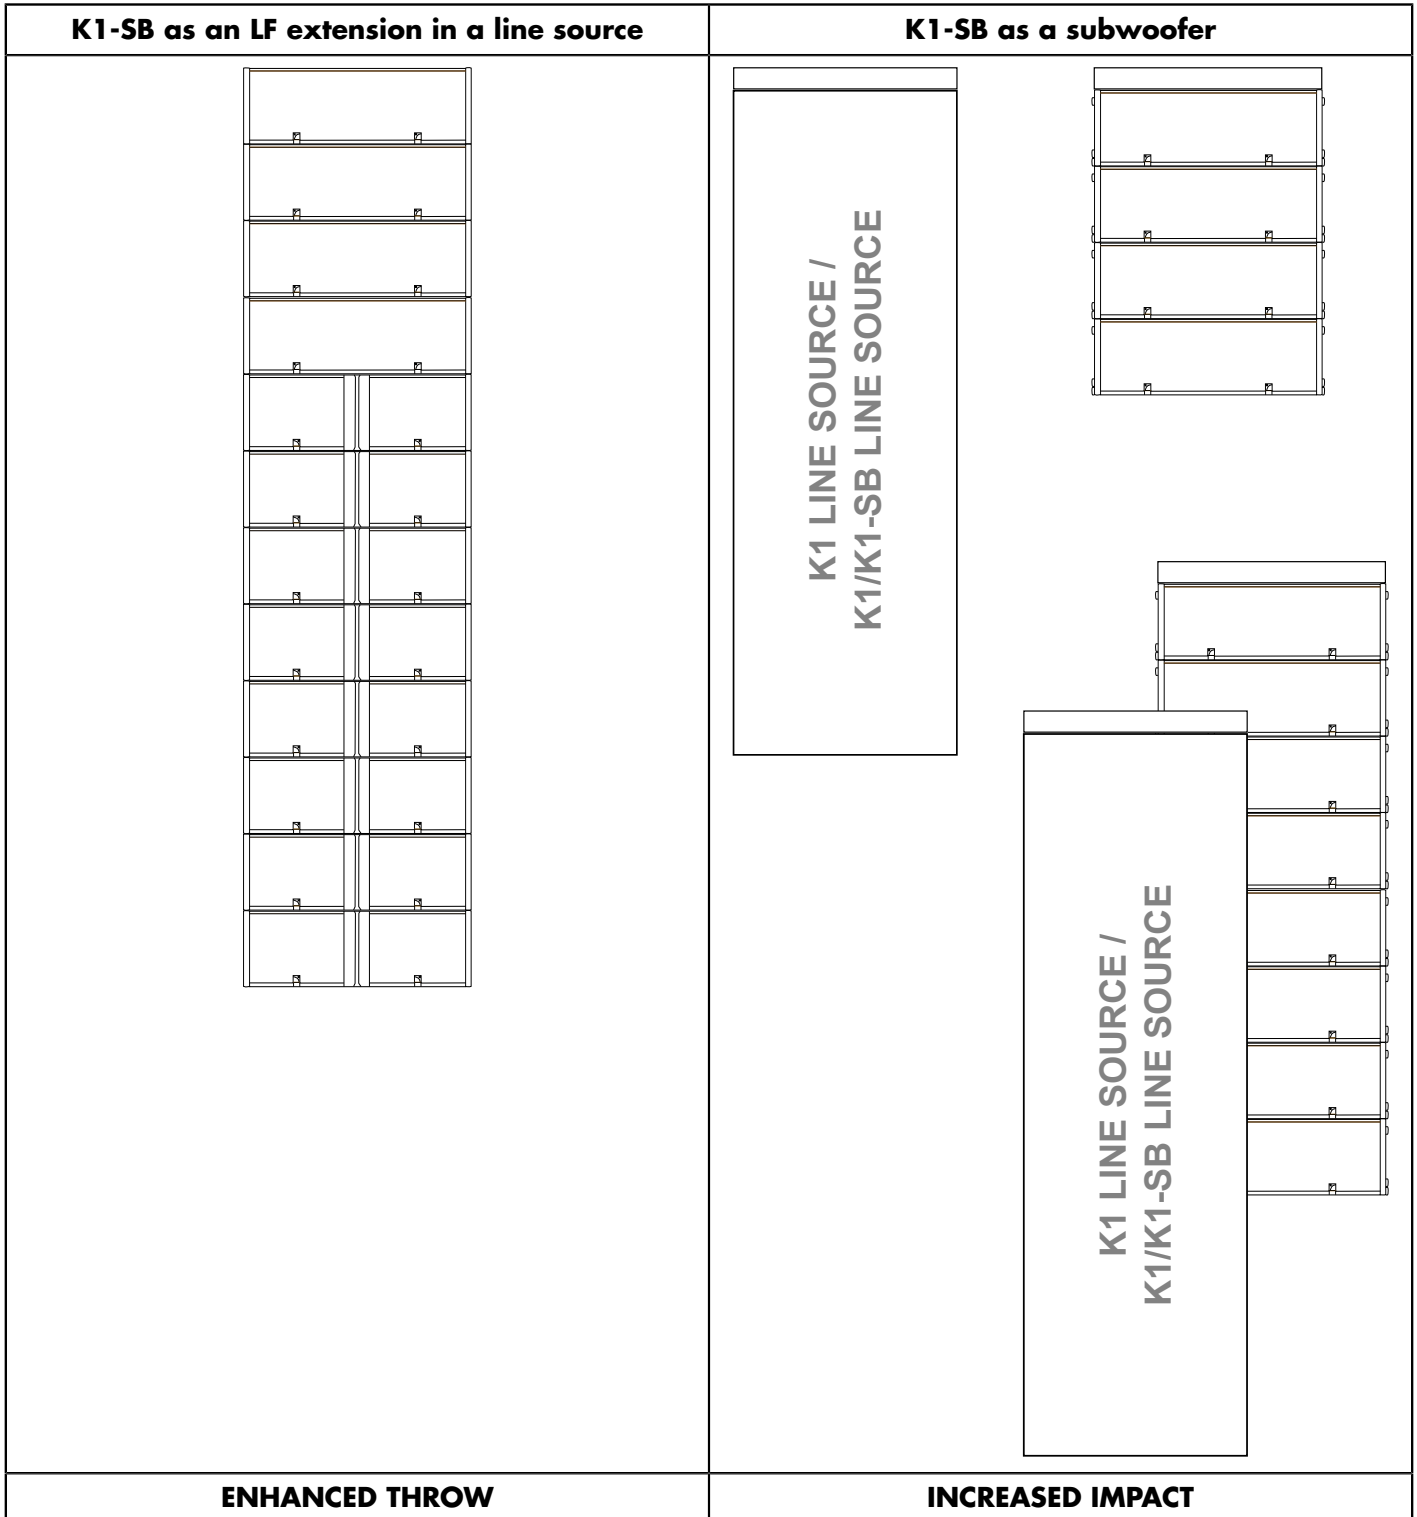 K1-SB as an LF extension in a line source
K1-SB as a subwoofer
K1 LINE SOURCE /
K1/K1-SB LINE SOURCE
K1 LINE SOURCE /
K1/K1-SB LINE SOURCE
ENHANCED THROW
INCREASED IMPACT